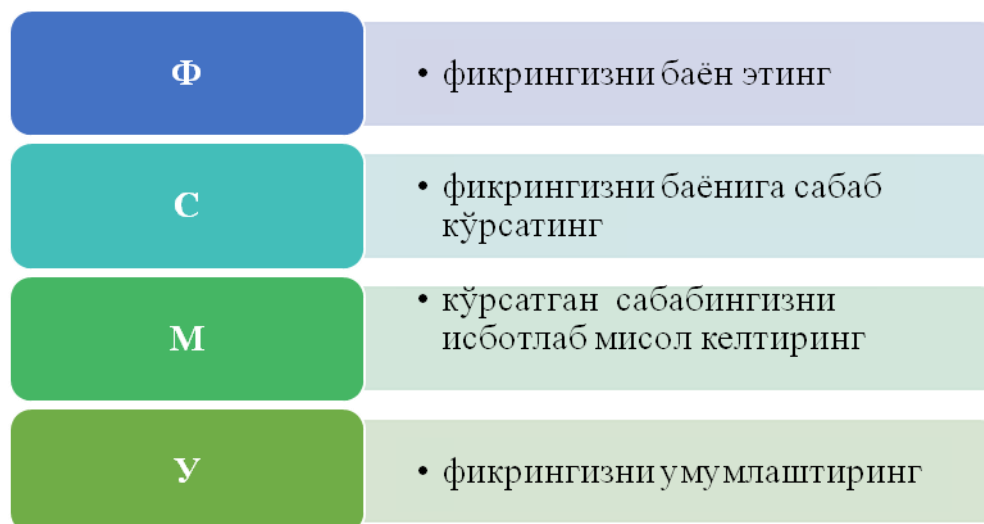 Ф
• фикрингизни баён этинг
С
• фикрингизни баёнига сабаб
кўрсатинг
М
• кўрсатган сабабингизни
исботлаб мисол келтиринг
У
• фикрингизни умумлаштиринг